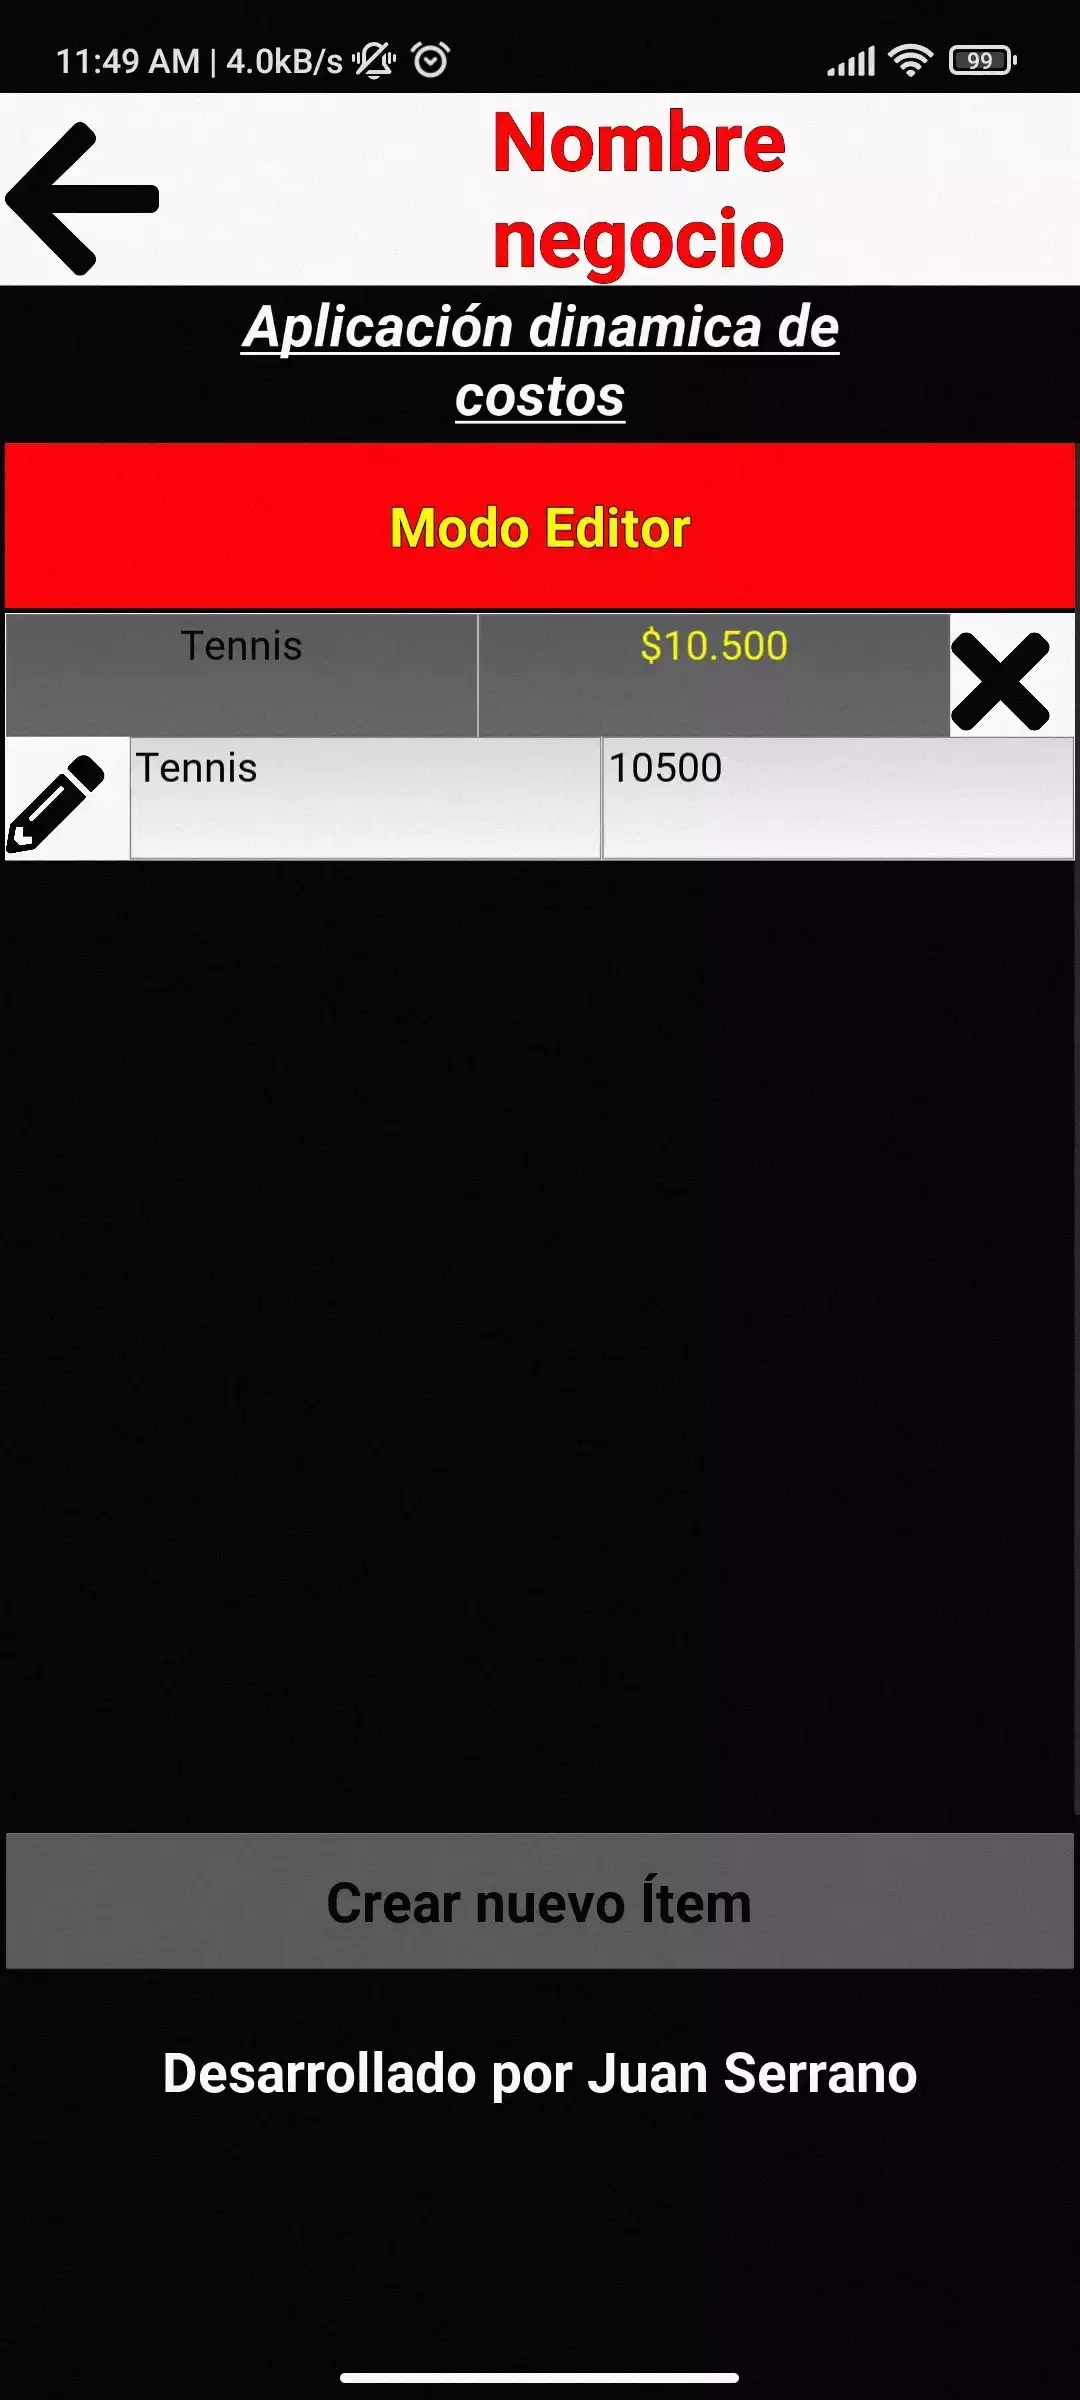 11:49 AM | 4.0kB/s 99
Nombre
negocio
Aplicación dinamica de
costos
Modo Editor
Tennis $10.500
Tennis 10500
Crear nuevo Ítem
Desarrollado por Juan Serrano